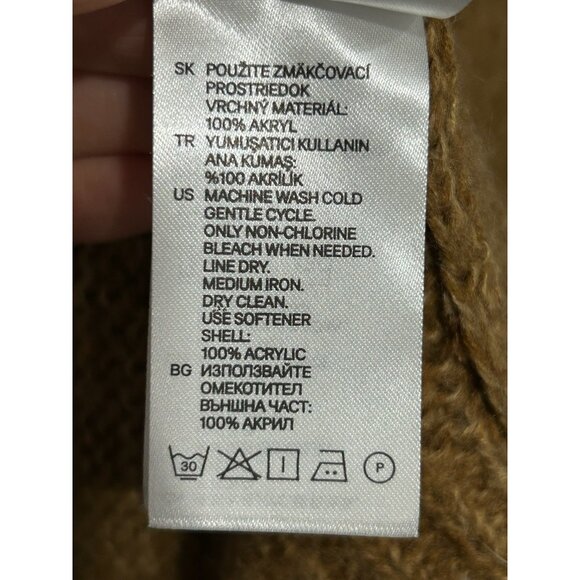 SK POUŽITE ZMÄKČOVACÍ
PROSTRIEDOK
VRCHNÝ MATERIÁL:
100% AKRYL
TR YUMUŞATICI KULLANIN
ANA KUMAŞ:
%100 AKRİLİK
US MACHINE WASH COLD
GENTLE CYCLE.
ONLY NON-CHLORINE
BLEACH WHEN NEEDED.
LINE DRY.
MEDIUM IRON.
DRY CLEAN.
USE SOFTENER
SHELL:
100% ACRYLIC
BG ИЗПОЛЗВАЙТЕ
ОМЕКОТИТЕЛ
ВЪНШНА ЧАСТ:
100% АКРИЛ
30 P